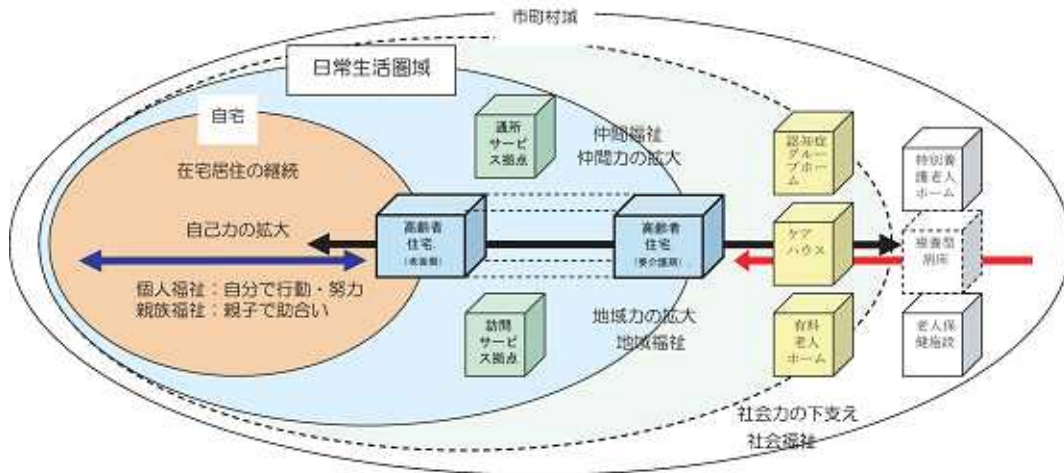 市町村域
日常生活圏域
自宅
在宅居住の継続
自己力の拡大
個人福祉：自分で行動・努力
親族福祉：親子で助合い
通所
サービ
ス拠点
仲間福祉
仲間力の拡大
高齢者
住宅
高齢者
住宅
(要介護期)
訪問
サービ
ス拠点
地域力の拡大
地域福祉
認知症
グルー
プホー
ム
ケア
ハウス
有料
老人
ホーム
特別養
護老人
ホーム
療養型
病床
老人保
健施設
社会力の下支え
社会福祉